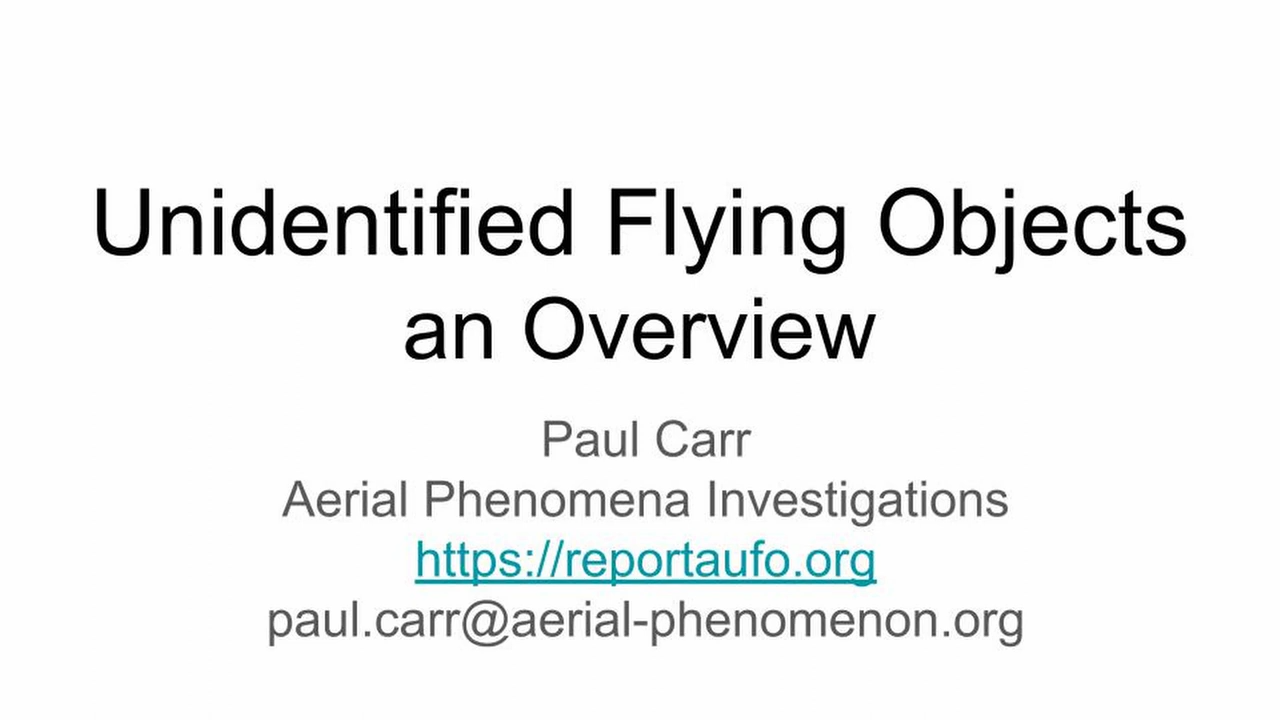 Unidentified Flying Objects
an Overview
Paul Carr
Aerial Phenomena Investigations
https://reportaufo.org
paul.carr@aerial-phenomenon.org